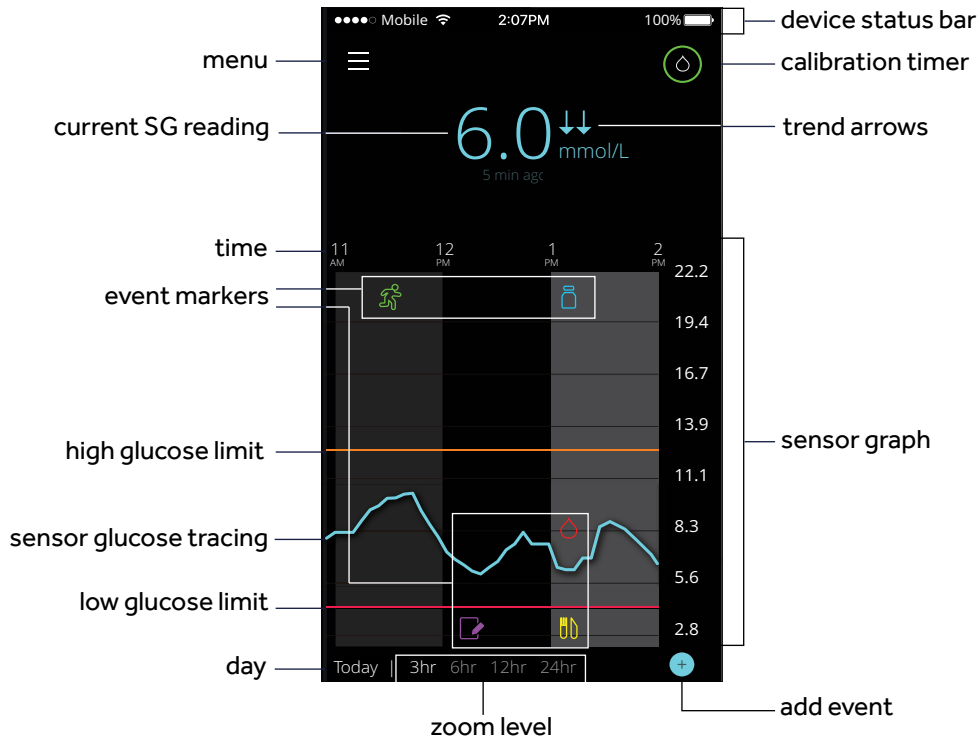 Mobile 2:07PM 100%
device status bar
menu
calibration timer
current SG reading
6.0
mmol/L
trend arrows
5 min ago
time
11 AM 12 PM 1 PM 2 PM
event markers
22.2
19.4
16.7
13.9
high glucose limit
sensor graph
11.1
8.3
sensor glucose tracing
5.6
low glucose limit
2.8
day
Today | 3hr 6hr 12hr 24hr
add event
zoom level